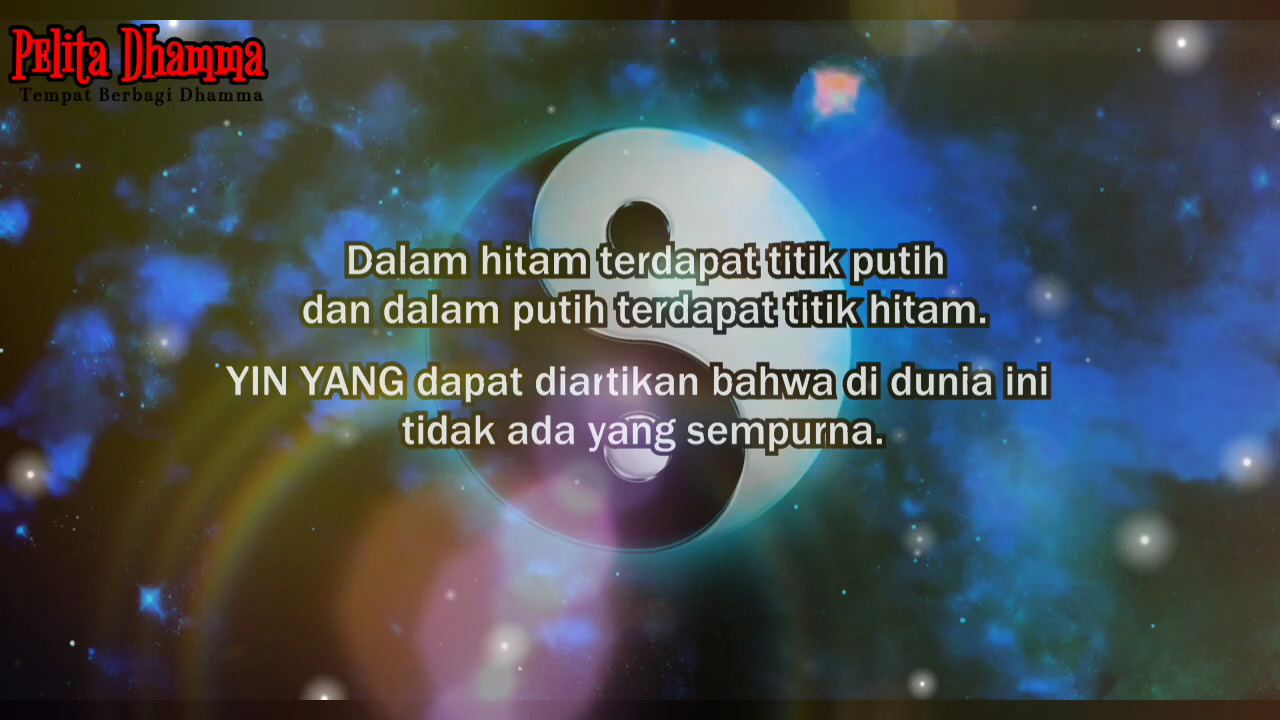 Pelita Dhamma
Tempat Berbagi Dhamma
Dalam hitam terdapat titik putih
dan dalam putih terdapat titik hitam.
YIN YANG dapat diartikan bahwa di dunia ini
tidak ada yang sempurna.